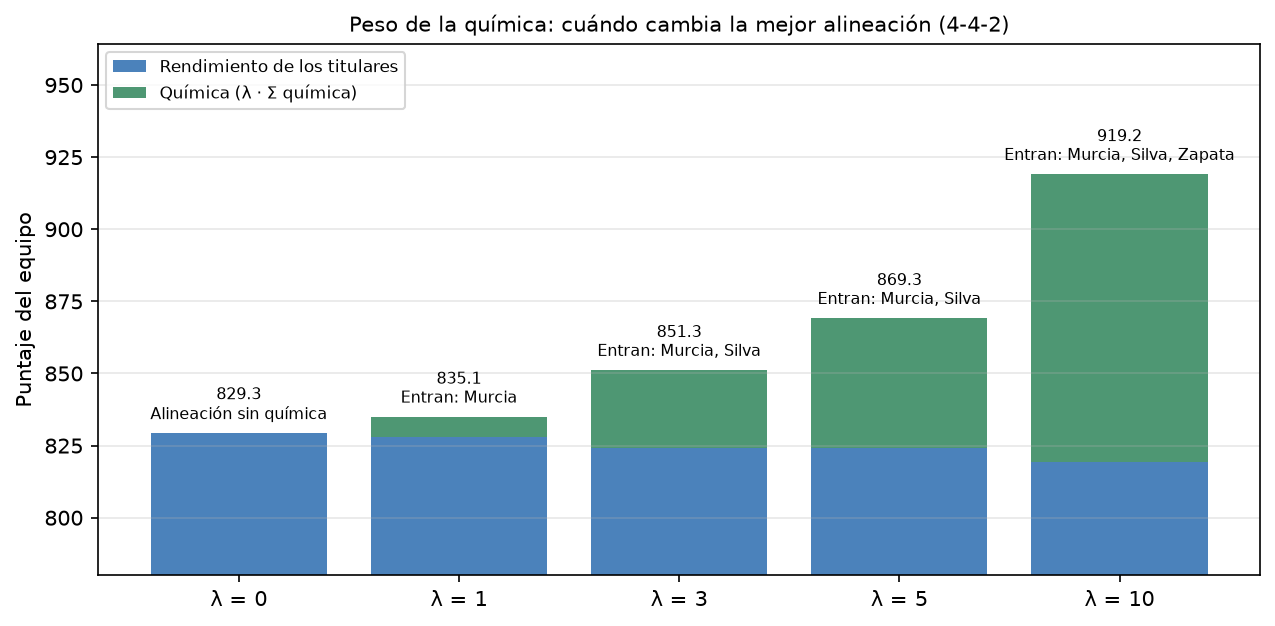 Peso de la química: cuándo cambia la mejor alineación (4-4-2)
Rendimiento de los titulares
Química (λ · Σ química)
Puntaje del equipo
950
925
900
875
850
825
800
829.3
Alineación sin química
835.1
Entran: Murcia
851.3
Entran: Murcia, Silva
869.3
Entran: Murcia, Silva
919.2
Entran: Murcia, Silva, Zapata
λ = 0
λ = 1
λ = 3
λ = 5
λ = 10